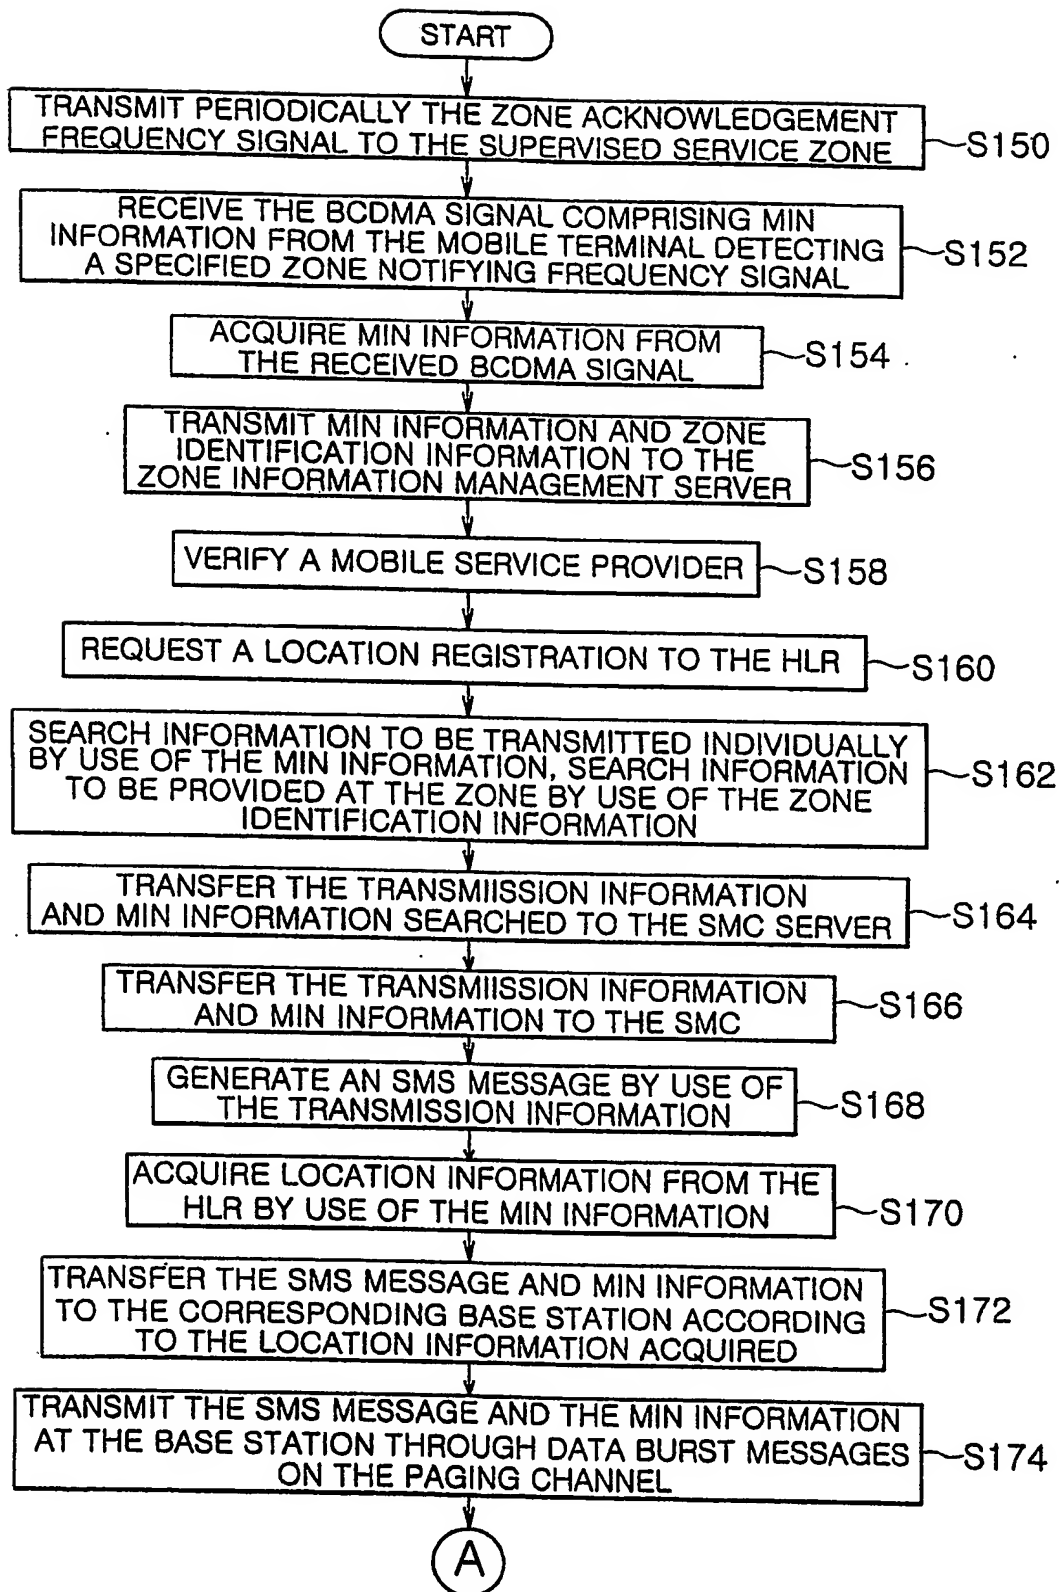 START
TRANSMIT PERIODICALLY THE ZONE ACKNOWLEDGEMENT
FREQUENCY SIGNAL TO THE SUPERVISED SERVICE ZONE
S150
RECEIVE THE BCDMA SIGNAL COMPRISING MIN
INFORMATION FROM THE MOBILE TERMINAL DETECTING
A SPECIFIED ZONE NOTIFYING FREQUENCY SIGNAL
S152
ACQUIRE MIN INFORMATION FROM
THE RECEIVED BCDMA SIGNAL
S154
TRANSMIT MIN INFORMATION AND ZONE
IDENTIFICATION INFORMATION TO THE
ZONE INFORMATION MANAGEMENT SERVER
S156
VERIFY A MOBILE SERVICE PROVIDER
S158
REQUEST A LOCATION REGISTRATION TO THE HLR
S160
SEARCH INFORMATION TO BE TRANSMITTED INDIVIDUALLY
BY USE OF THE MIN INFORMATION, SEARCH INFORMATION
TO BE PROVIDED AT THE ZONE BY USE OF THE ZONE
IDENTIFICATION INFORMATION
S162
TRANSFER THE TRANSMIISSION INFORMATION
AND MIN INFORMATION SEARCHED TO THE SMC SERVER
S164
TRANSFER THE TRANSMIISSION INFORMATION
AND MIN INFORMATION TO THE SMC
S166
GENERATE AN SMS MESSAGE BY USE OF
THE TRANSMISSION INFORMATION
S168
ACQUIRE LOCATION INFORMATION FROM THE
HLR BY USE OF THE MIN INFORMATION
S170
TRANSFER THE SMS MESSAGE AND MIN INFORMATION
TO THE CORRESPONDING BASE STATION ACCORDING
TO THE LOCATION INFORMATION ACQUIRED
S172
TRANSMIT THE SMS MESSAGE AND THE MIN INFORMATION
AT THE BASE STATION THROUGH DATA BURST MESSAGES
ON THE PAGING CHANNEL
S174
A